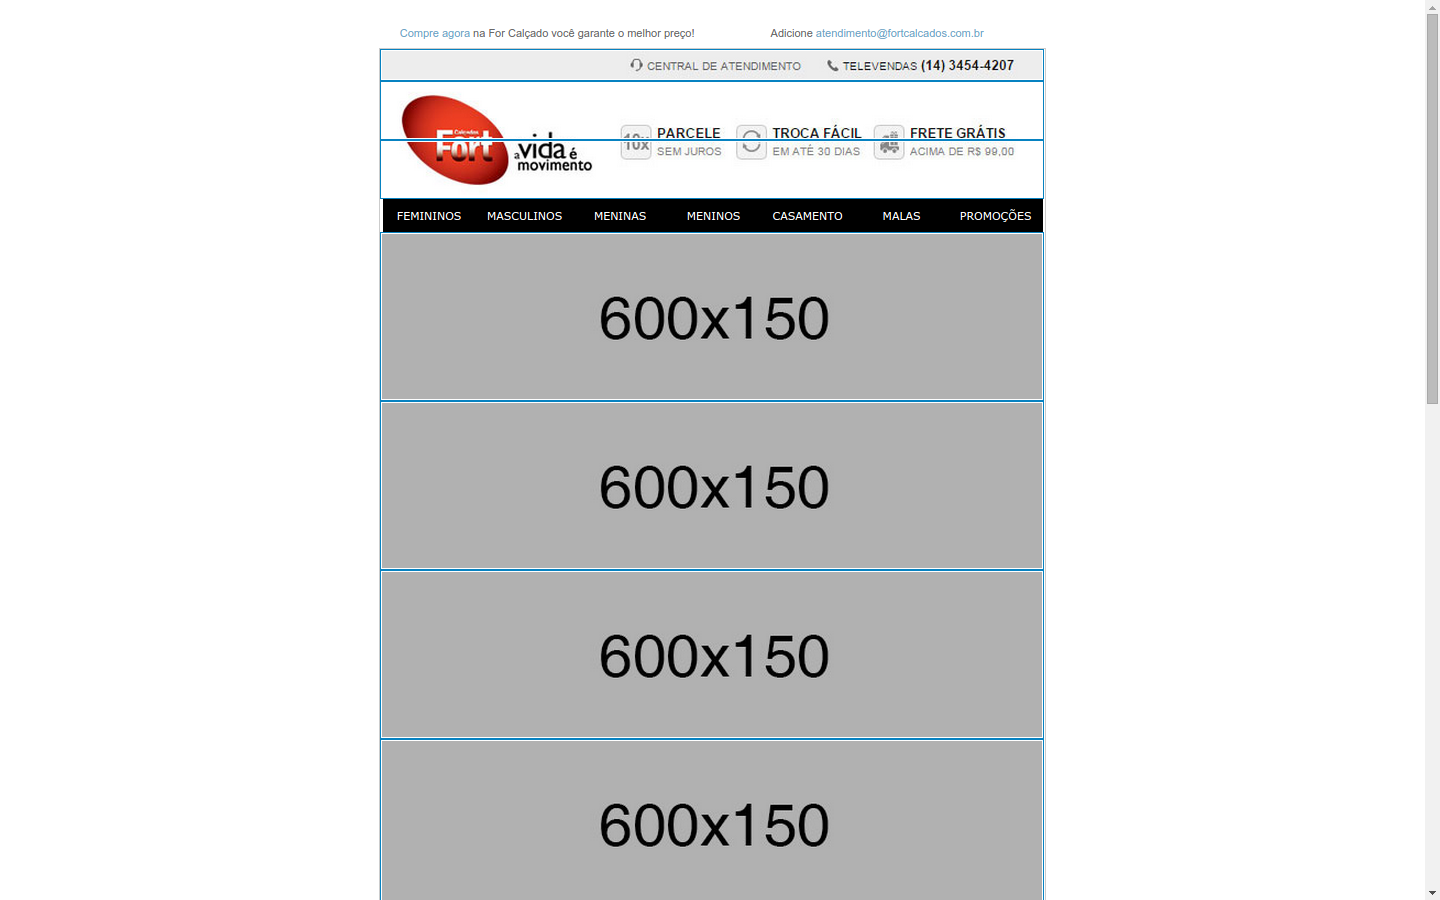 Compre agora na For Calçado você garante o melhor preço! Adicione atendimento@fortcalcados.com.br
CENTRAL DE ATENDIMENTO TELEVENDAS (14) 3454-4207
Calçados
Fort
a vida é
movimento
10x PARCELE
SEM JUROS
TROCA FÁCIL
EM ATÉ 30 DIAS
FRETE GRÁTIS
ACIMA DE R$ 99,00
FEMININOS MASCULINOS MENINAS MENINOS CASAMENTO MALAS PROMOÇÕES
600x150
600x150
600x150
600x150